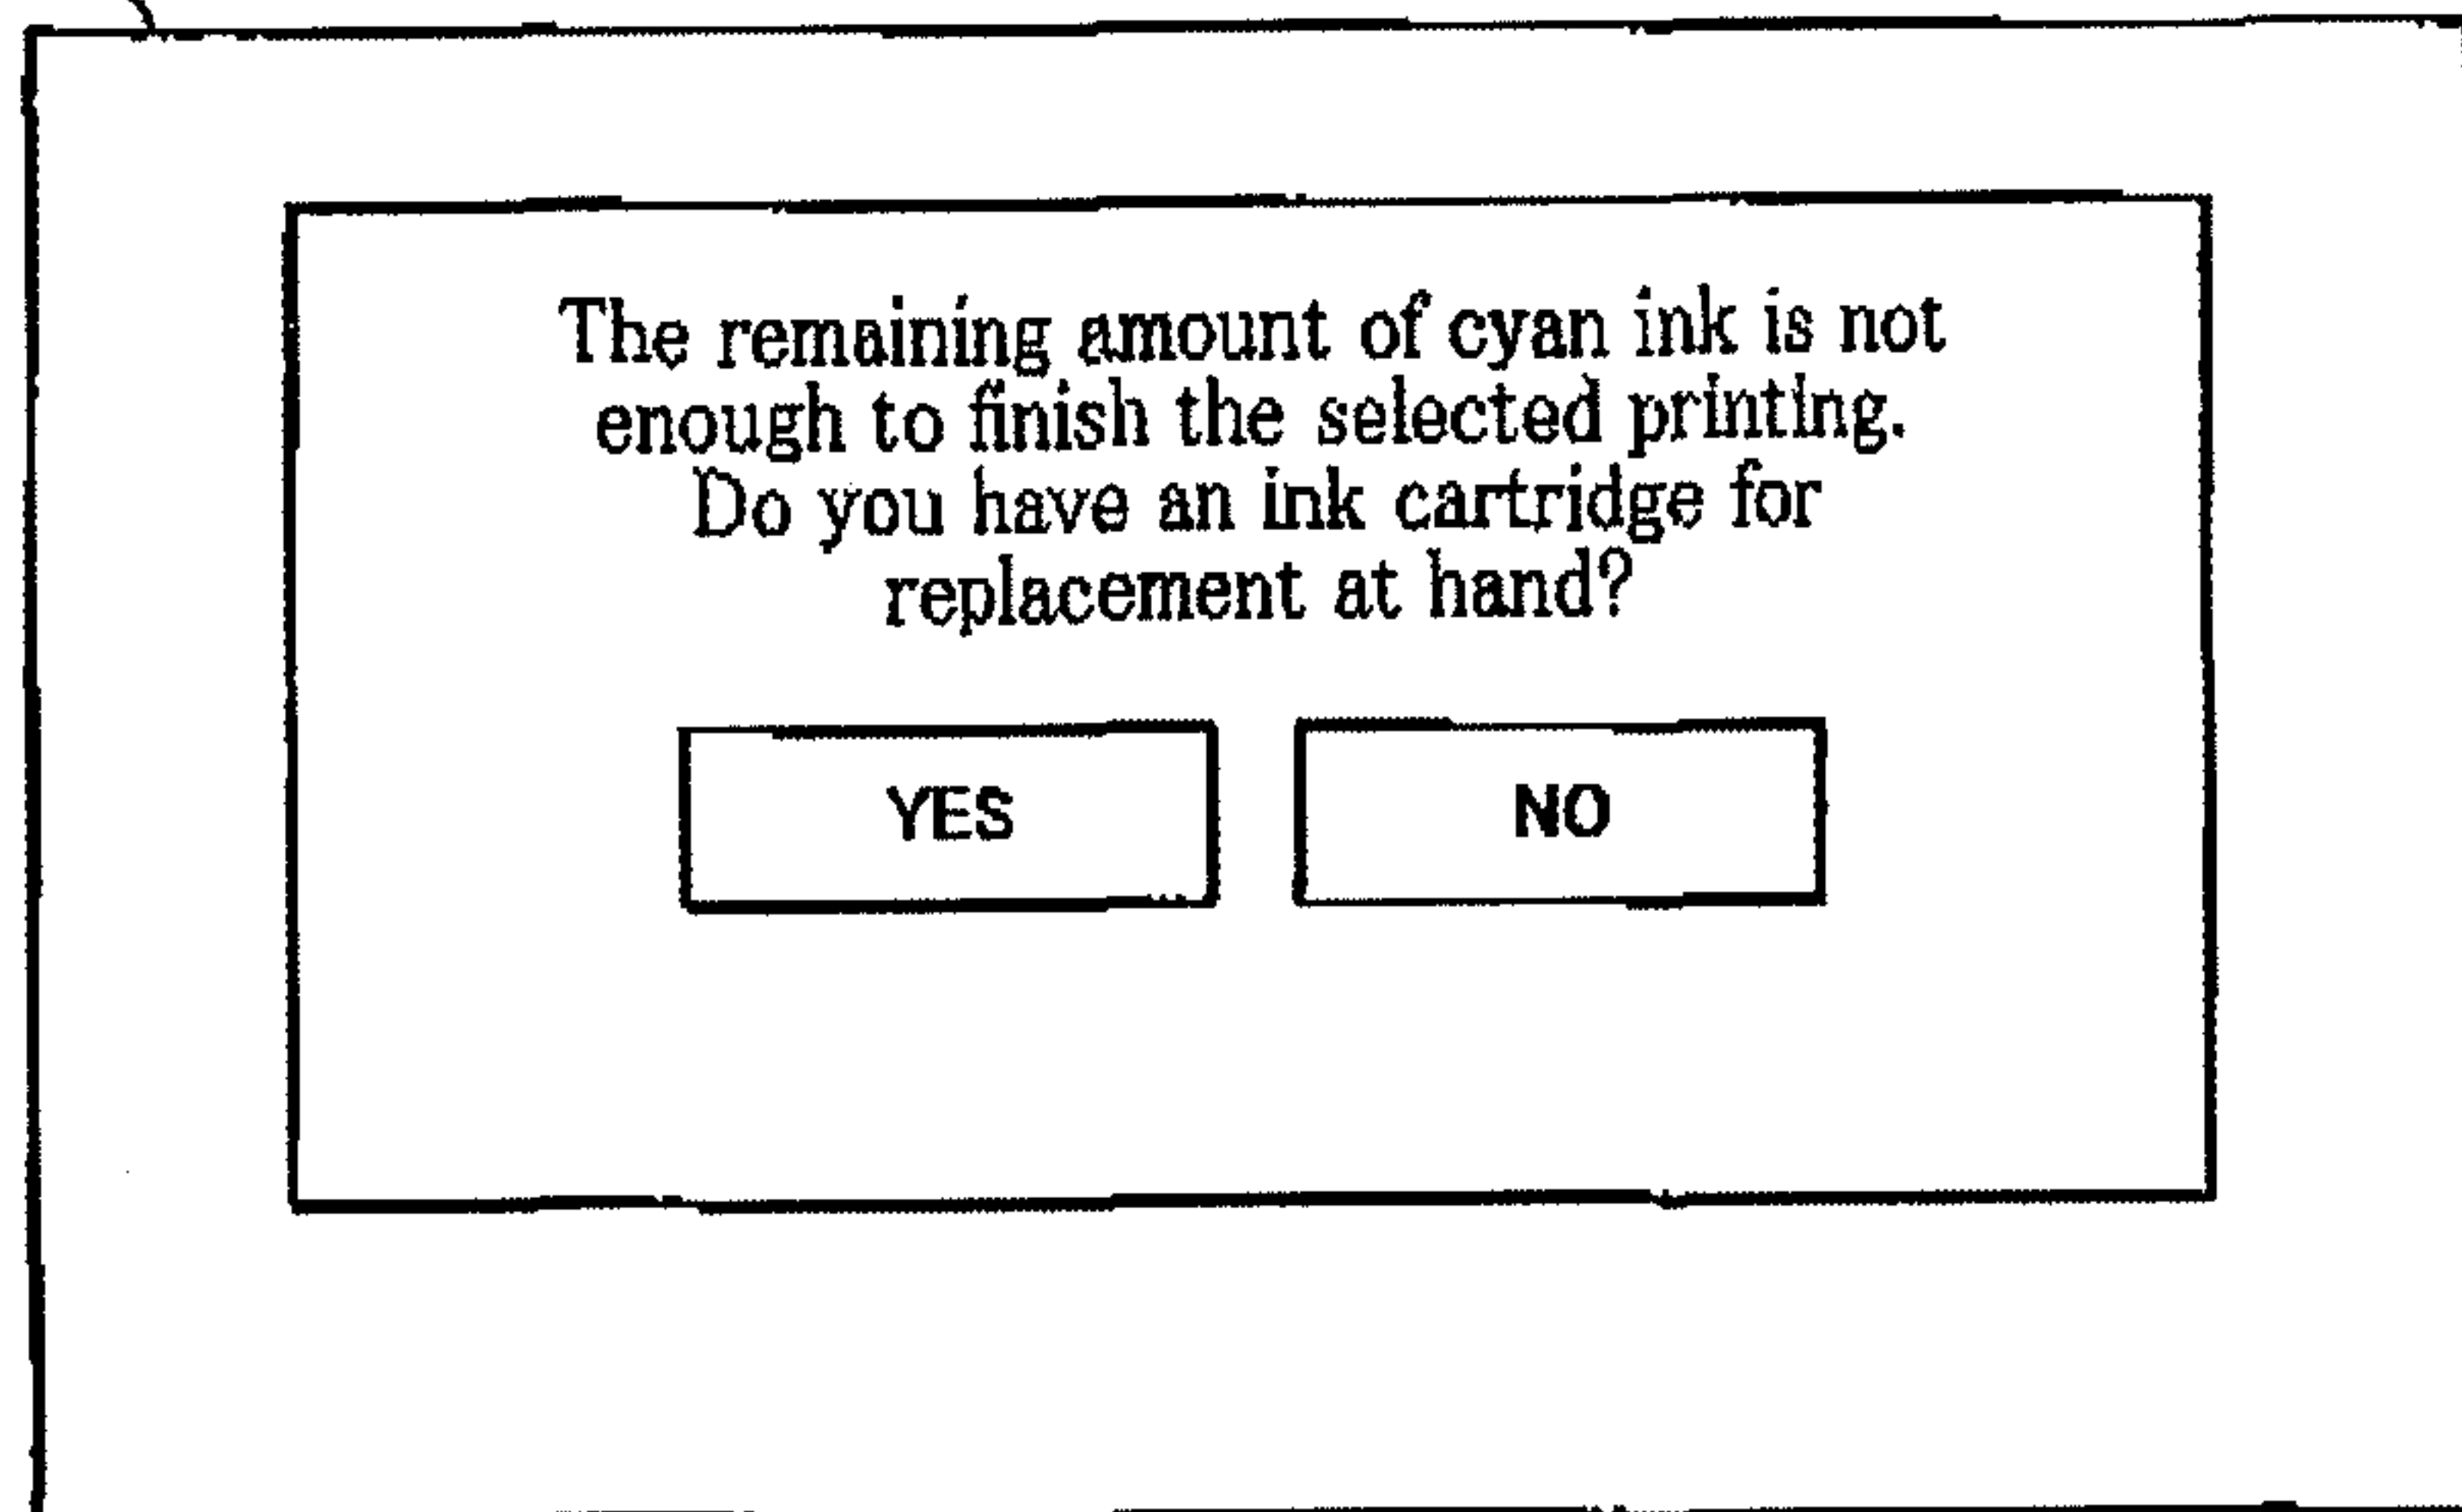 The remaining amount of cyan ink is not
enough to finish the selected printing.
Do you have an ink cartridge for
replacement at hand?
YES NO